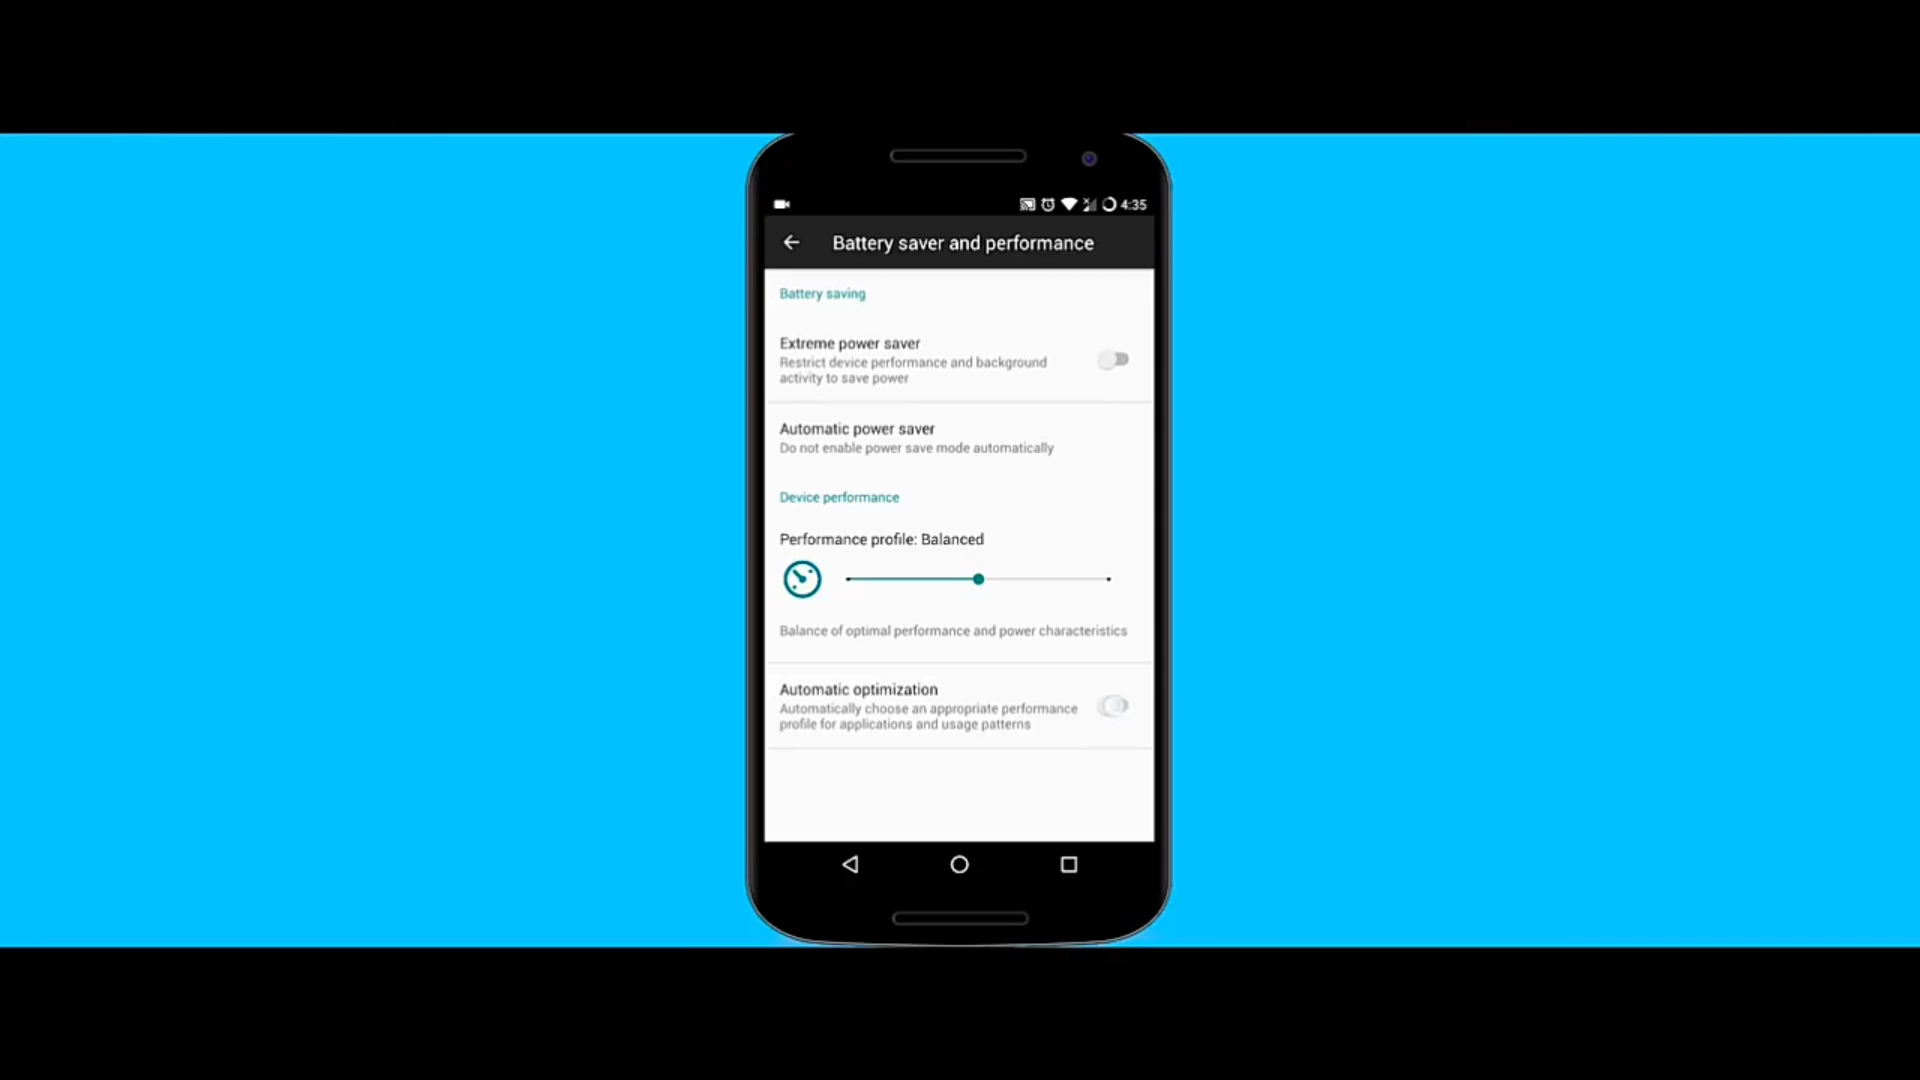 4:35
Battery saver and performance
Battery saving
Extreme power saver
Restrict device performance and background
activity to save power
Automatic power saver
Do not enable power save mode automatically
Device performance
Performance profile: Balanced
Balance of optimal performance and power characteristics
Automatic optimization
Automatically choose an appropriate performance
profile for applications and usage patterns